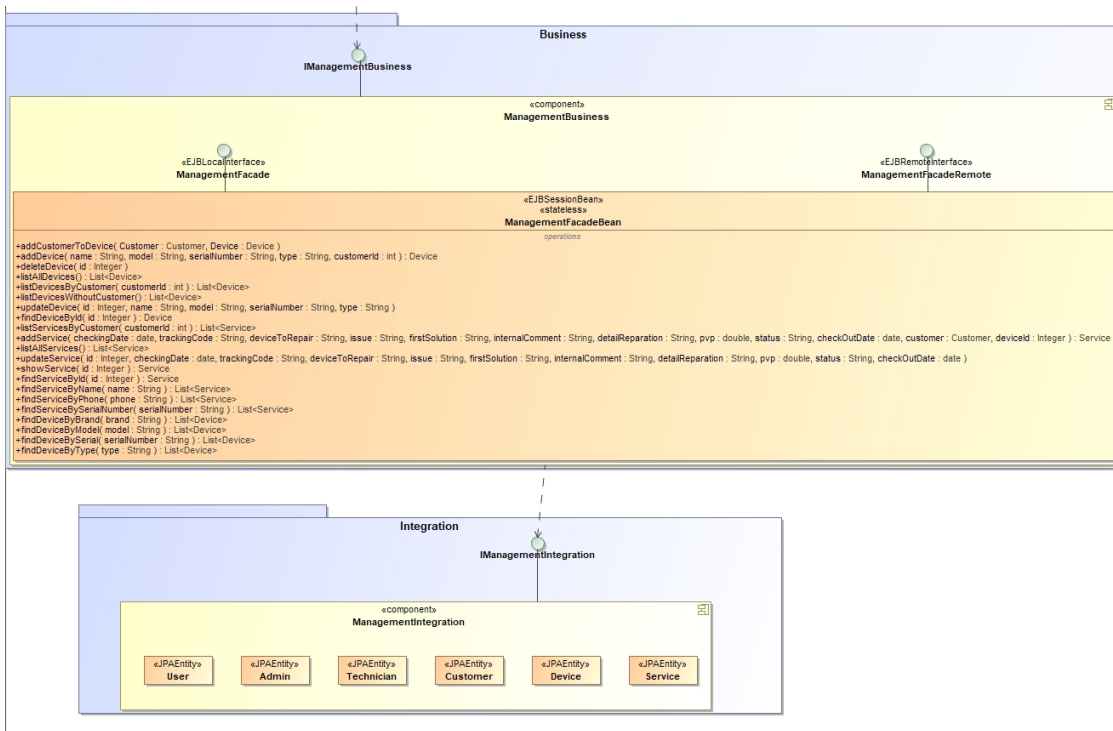 Business
IManagementBusiness
«component»
ManagementBusiness
«EJBLocalInterface»
ManagementFacade
«EJBRemoteInterface»
ManagementFacadeRemote
«EJBSessionBean»
«stateless»
ManagementFacadeBean
operations
+addCustomerToDevice( Customer : Customer, Device : Device )
+addDevice( name : String, model : String, serialNumber : String, type : String, customerId : int ) : Device
+deleteDevice( id : Integer )
+listAllDevices() : List<Device>
+listDevicesByCustomer( customerId : int ) : List<Device>
+listDevicesWithoutCustomer() : List<Device>
+updateDevice( id : Integer, name : String, model : String, serialNumber : String, type : String )
+findDeviceById( id : Integer ) : Device
+listServicesByCustomer( customerId : int ) : List<Service>
+addService( checkingDate : date, trackingCode : String, deviceToRepair : String, issue : String, firstSolution : String, internalComment : String, detailReparation : String, pvp : double, status : String, checkOutDate : date, customer : Customer, deviceId : Integer ) : Service
+listAllServices() : List<Service>
+updateService( id : Integer, checkingDate : date, trackingCode : String, deviceToRepair : String, issue : String, firstSolution : String, internalComment : String, detailReparation : String, pvp : double, status : String, checkOutDate : date )
+showService( id : Integer ) : Service
+findServiceById( id : Integer ) : Service
+findServiceByName( name : String ) : List<Service>
+findServiceByPhone( phone : String ) : List<Service>
+findServiceBySerialNumber( serialNumber : String ) : List<Service>
+findDeviceByBrand( brand : String ) : List<Device>
+findDeviceByModel( model : String ) : List<Device>
+findDeviceBySerial( serialNumber : String ) : List<Device>
+findDeviceByType( type : String ) : List<Device>
Integration
IManagementIntegration
«component»
ManagementIntegration
«JPAEntity» «JPAEntity» «JPAEntity» «JPAEntity» «JPAEntity» «JPAEntity»
User Admin Technician Customer Device Service